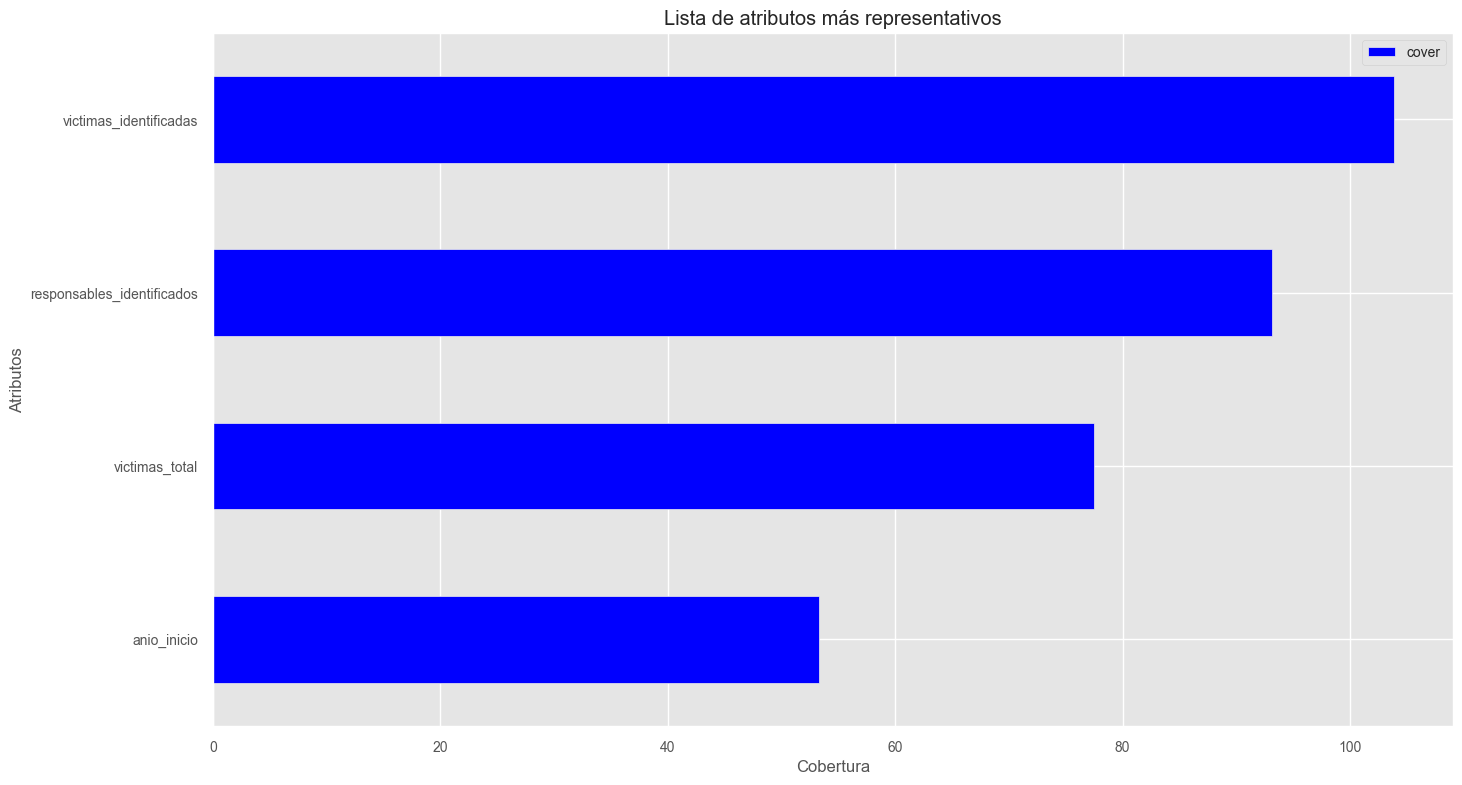 Lista de atributos más representativos
cover
victimas_identificadas
responsables_identificados
victimas_total
anio_inicio
Atributos
0 20 40 60 80 100
Cobertura